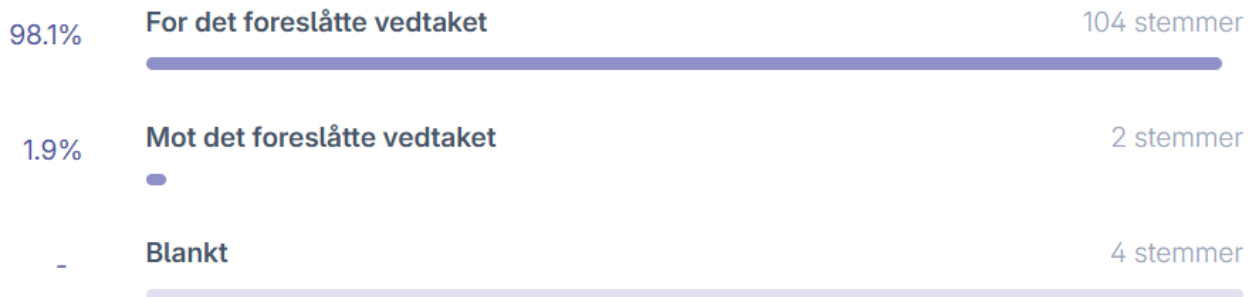 98.1% For det foreslåtte vedtaket 104 stemmer
1.9% Mot det foreslåtte vedtaket 2 stemmer
- Blankt 4 stemmer